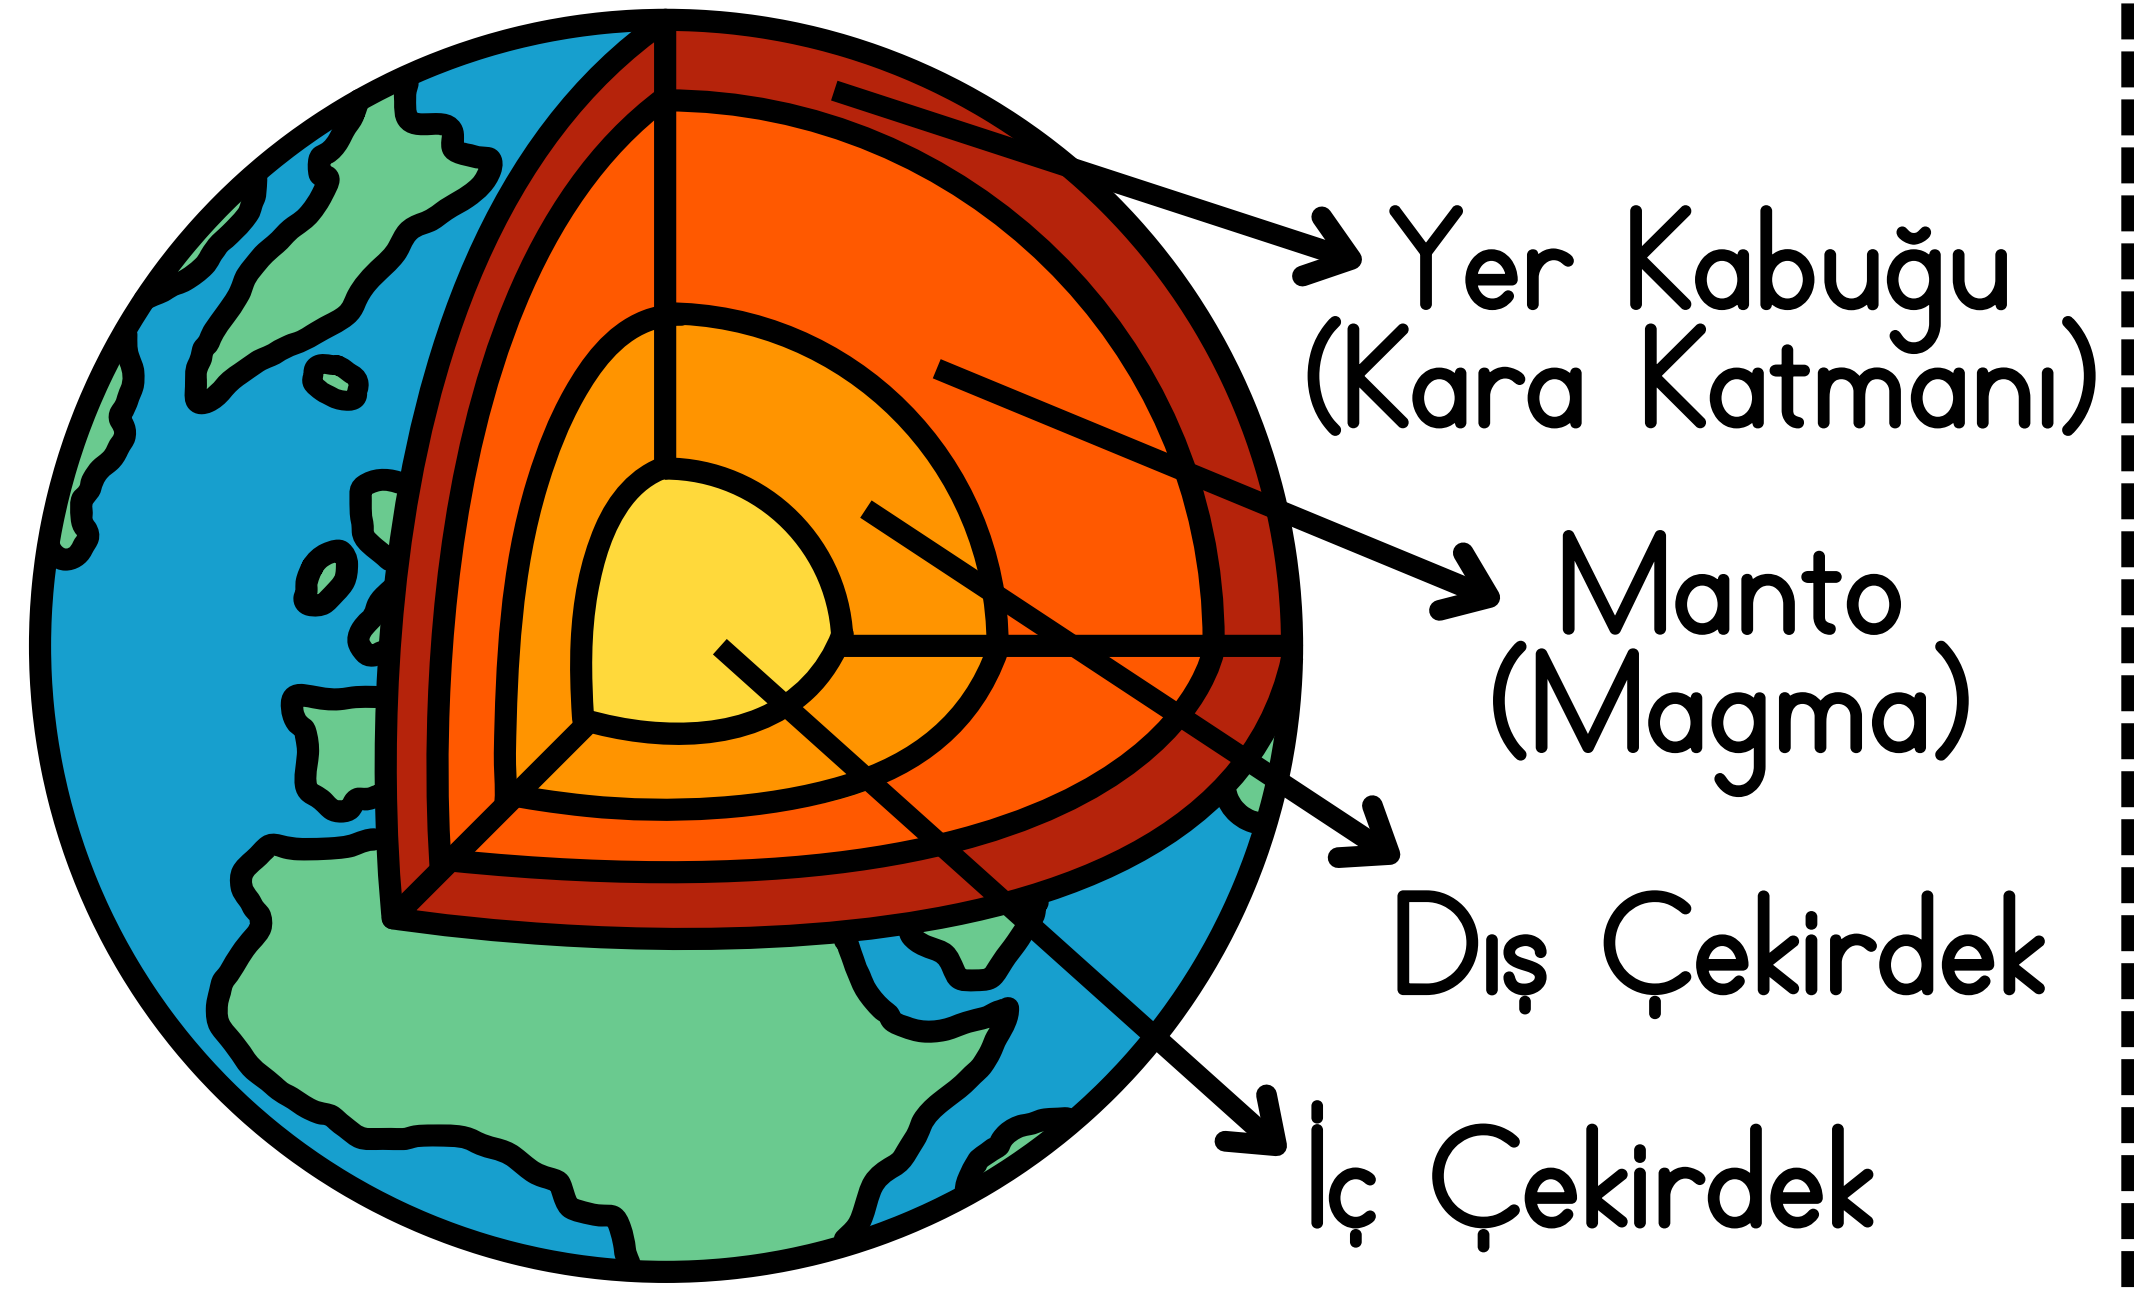 Yer Kabuğu
(Kara Katmanı)
Manto
(Magma)
Dış Çekirdek
İç Çekirdek